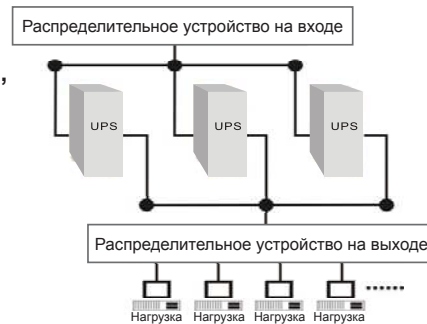 Распределительное устройство на входе
,
UPS UPS UPS
Распределительное устройство на выходе
......
Нагрузка Нагрузка Нагрузка Нагрузка